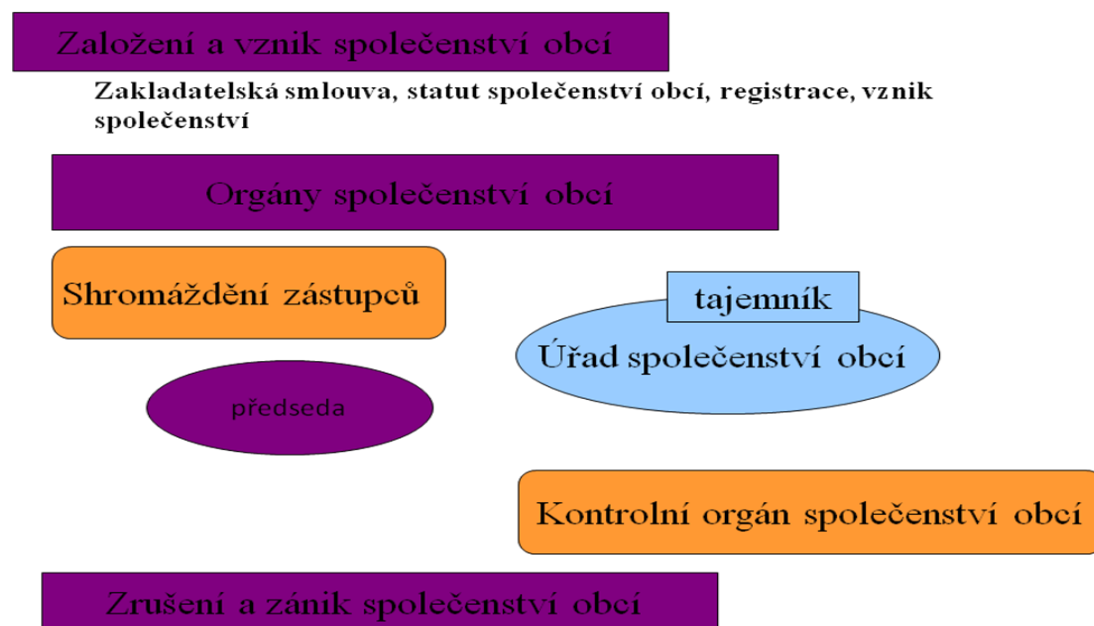 Založení a vznik společenství obcí
Zakladatelská smlouva, statut společenství obcí, registrace, vznik
společenství
Orgány společenství obcí
Shromáždění zástupců
tajemník
Úřad společenství obcí
předseda
Kontrolní orgán společenství obcí
Zrušení a zánik společenství obcí